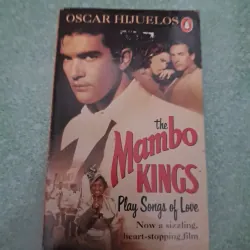 OSCAR HIJUELOS
the
Mambo
KINGS
Play Songs of Love
Now a sizzling,
heart-stopping film